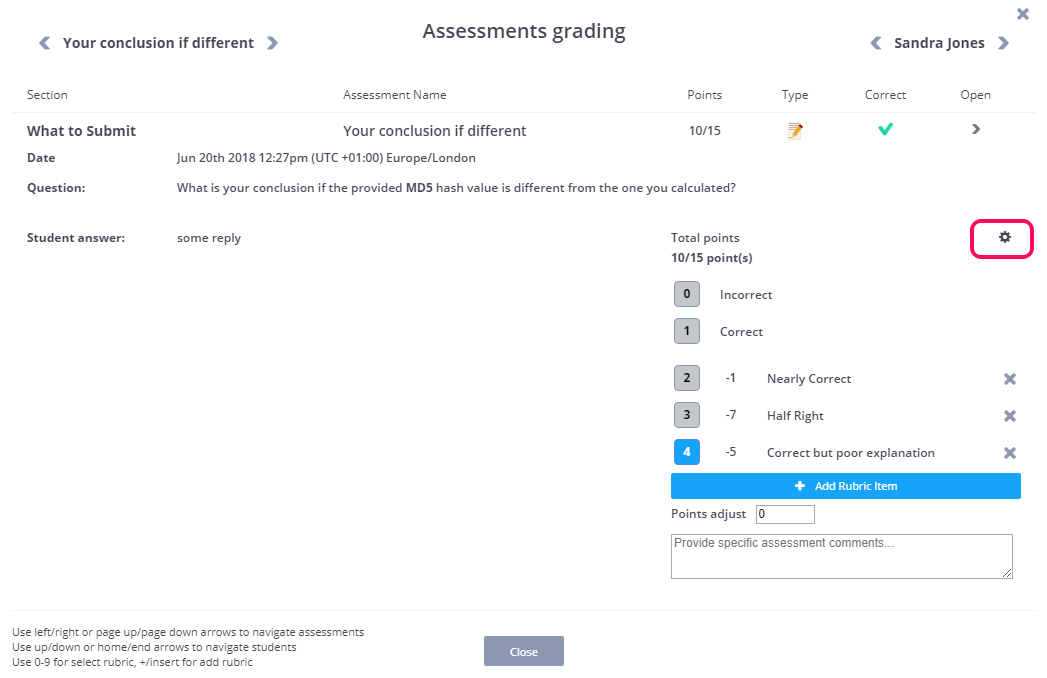 Assessments grading
Your conclusion if different
Sandra Jones
Section Assessment Name Points Type Correct Open
What to Submit Your conclusion if different 10/15
Date Jun 20th 2018 12:27pm (UTC +01:00) Europe/London
Question: What is your conclusion if the provided MD5 hash value is different from the one you calculated?
Student answer: some reply
Total points
10/15 point(s)
0 Incorrect
1 Correct
2 -1 Nearly Correct
3 -7 Half Right
4 -5 Correct but poor explanation
Add Rubric Item
Points adjust 0
Provide specific assessment comments...
Use left/right or page up/page down arrows to navigate assessments
Use up/down or home/end arrows to navigate students
Use 0-9 for select rubric, +/insert for add rubric
Close